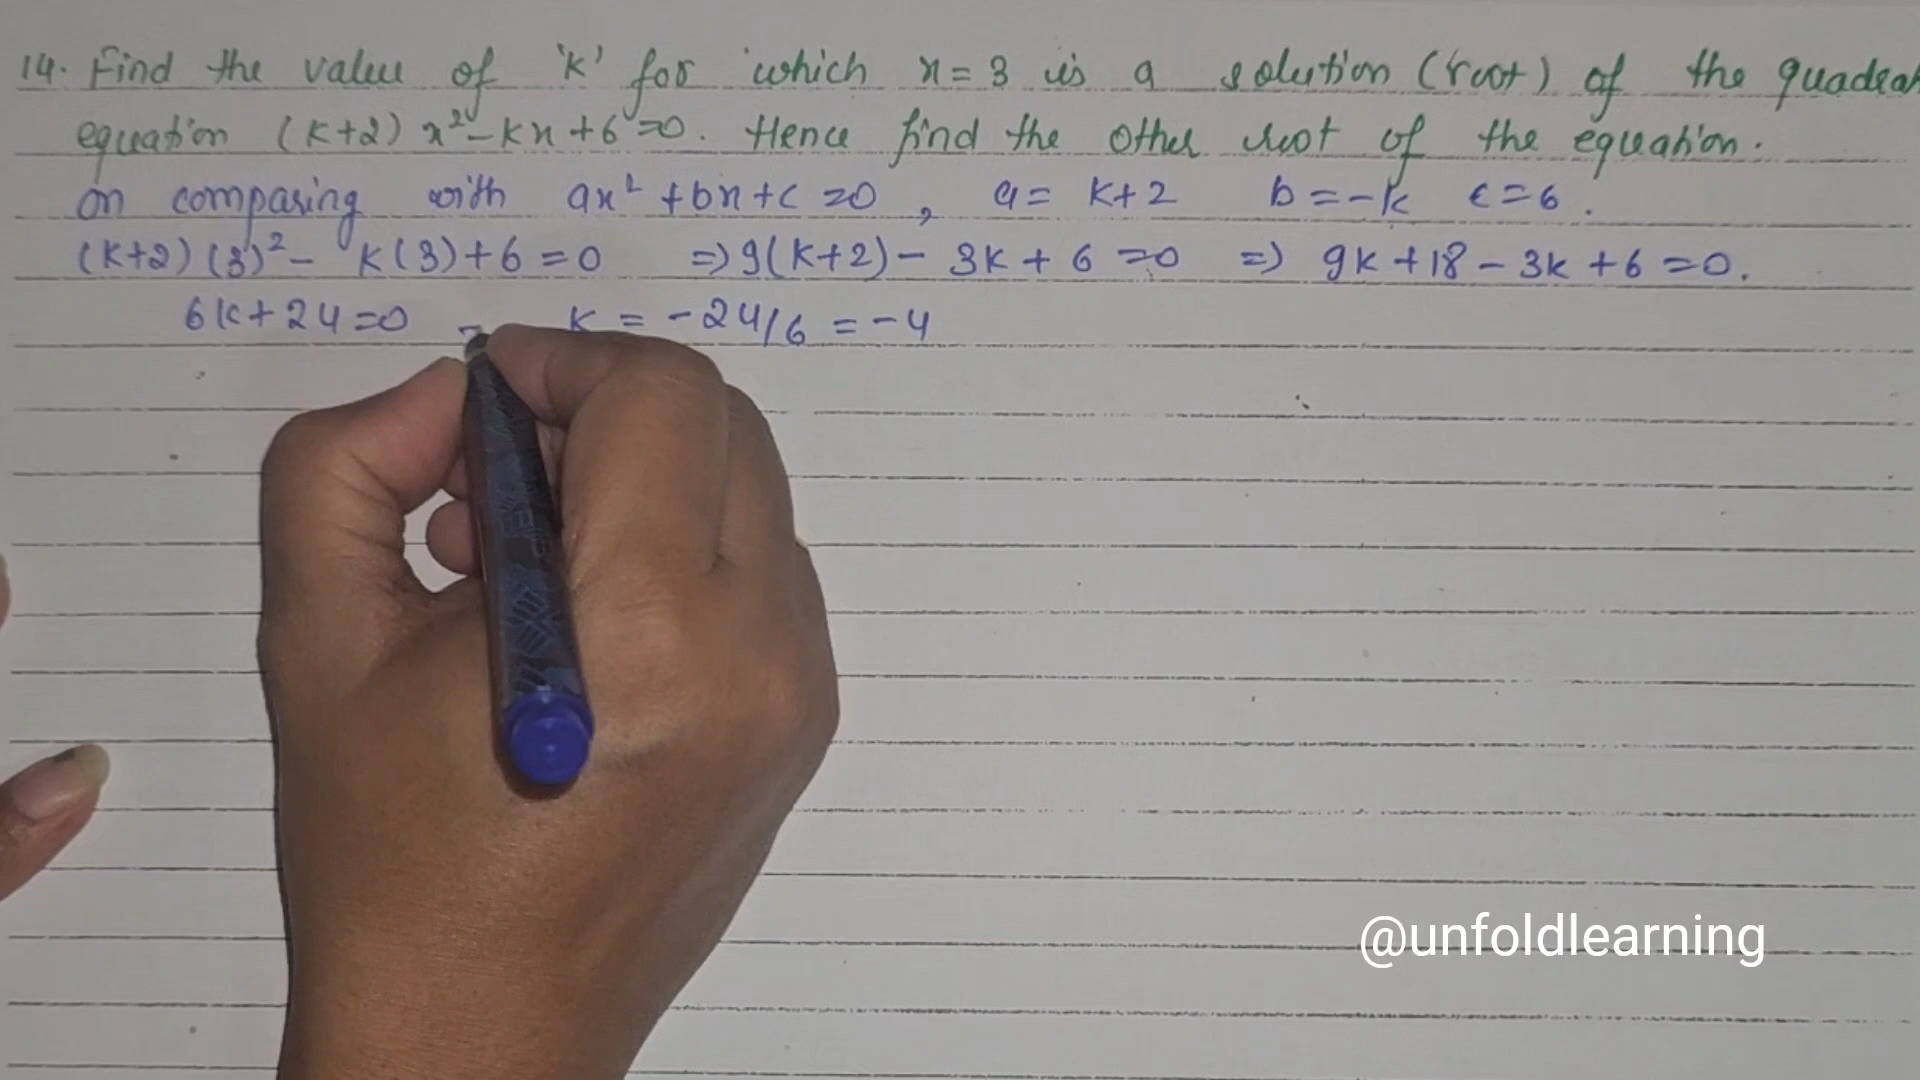 14. Find the value of 'k' for which x = 3 is a solution (root) of the quadrat
equation (k+2) x² - kx + 6 = 0. Hence find the other root of the equation.
on comparing with ax² + bx + c = 0, a = k+2 b = -k c = 6.
(k+2) (3)² - k(3) + 6 = 0 => 9(k+2) - 3k + 6 = 0 => 9k + 18 - 3k + 6 = 0.
6k + 24 = 0 k = -24/6 = -4
@unfoldlearning